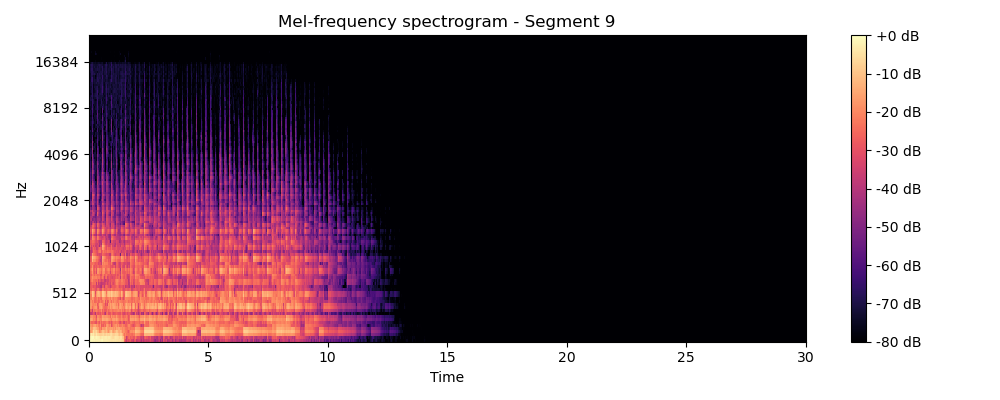 Mel-frequency spectrogram - Segment 9
Hz
16384
8192
4096
2048
1024
512
0
0 5 10 15 20 25 30
Time
+0 dB
-10 dB
-20 dB
-30 dB
-40 dB
-50 dB
-60 dB
-70 dB
-80 dB